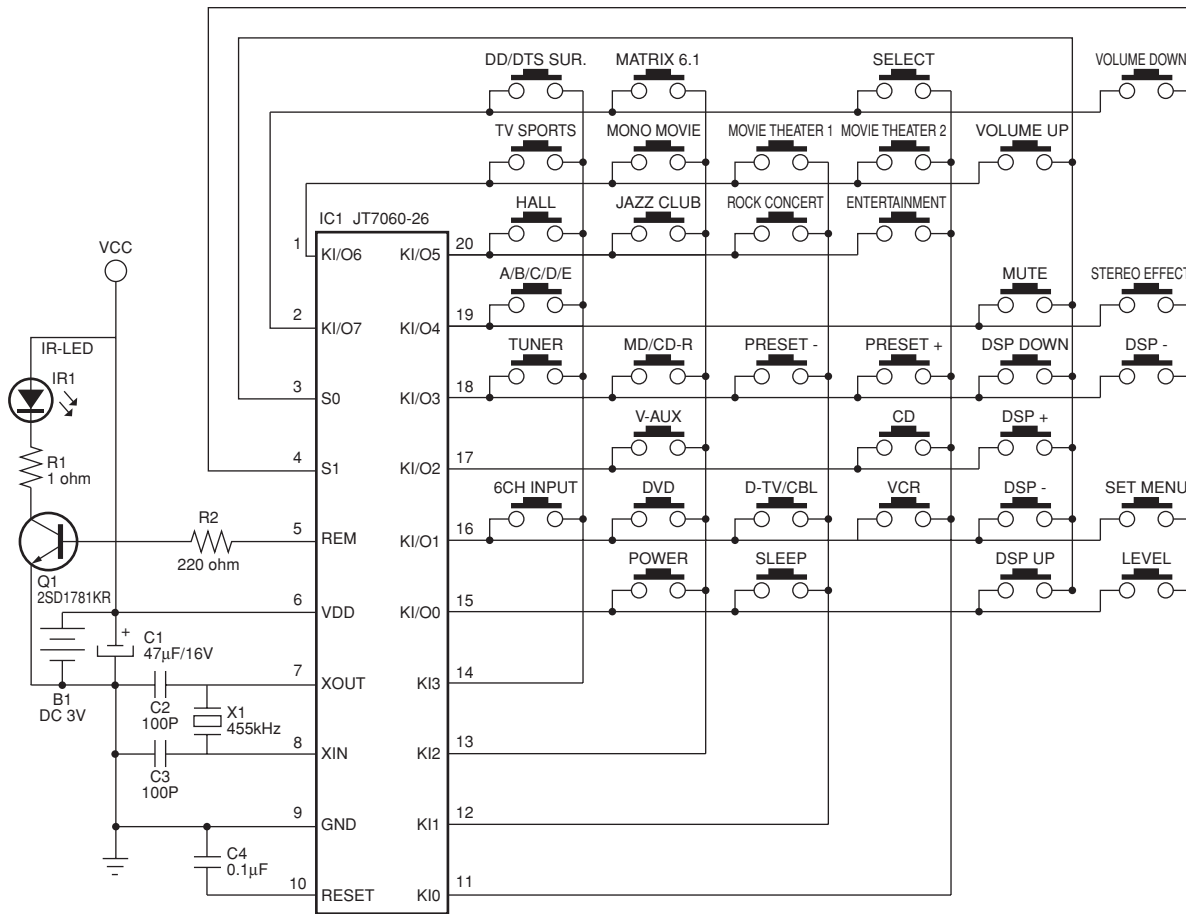 DD/DTS SUR. MATRIX 6.1 SELECT VOLUME DOWN
TV SPORTS MONO MOVIE MOVIE THEATER 1 MOVIE THEATER 2 VOLUME UP
HALL JAZZ CLUB ROCK CONCERT ENTERTAINMENT
IC1 JT7060-26
VCC
1 KI/O6 KI/O5 20
A/B/C/D/E MUTE STEREO EFFECT
2 KI/O7 KI/O4 19
IR-LED
TUNER MD/CD-R PRESET - PRESET + DSP DOWN DSP -
IR1
3 S0 KI/O3 18
V-AUX CD DSP +
R1
1 ohm
4 S1 KI/O2 17
6CH INPUT DVD D-TV/CBL VCR DSP - SET MENU
R2
220 ohm
5 REM KI/O1 16
Q1
2SD1781KR
POWER SLEEP DSP UP LEVEL
6 VDD KI/O0 15
+
C1
47µF/16V
B1
DC 3V
7 XOUT KI3 14
C2
100P
X1
455kHz
8 XIN KI2 13
C3
100P
9 GND KI1 12
C4
0.1µF
10 RESET KI0 11